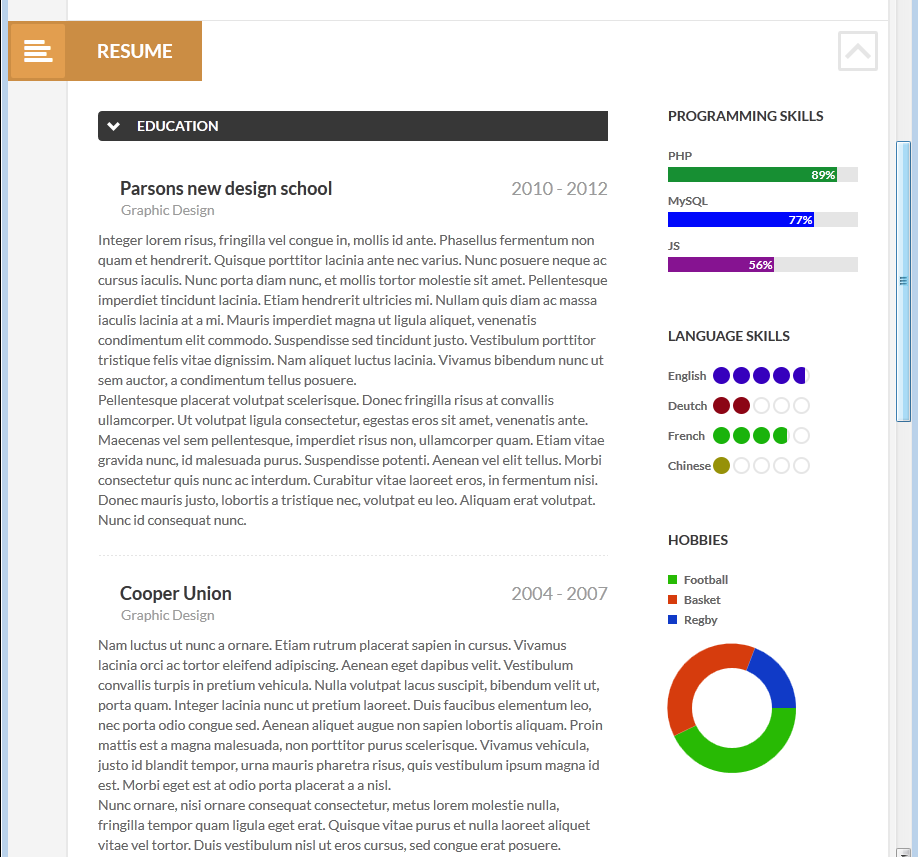 RESUME
EDUCATION
Parsons new design school
2010 - 2012
Graphic Design
Integer lorem risus, fringilla vel congue in, mollis id ante. Phasellus fermentum non
quam et hendrerit. Quisque porttitor lacinia ante nec varius. Nunc posuere neque ac
cursus iaculis. Nunc porta diam nunc, et mollis tortor molestie sit amet. Pellentesque
imperdiet tincidunt lacinia. Etiam hendrerit ultricies mi. Nullam quis diam ac massa
iaculis lacinia at a mi. Mauris imperdiet magna ut ligula aliquet, venenatis
condimentum elit commodo. Suspendisse sed tincidunt justo. Vestibulum porttitor
tristique felis vitae dignissim. Nam aliquet luctus lacinia. Vivamus bibendum nunc ut
sem auctor, a condimentum tellus posuere.
Pellentesque placerat volutpat scelerisque. Donec fringilla risus at convallis
ullamcorper. Ut volutpat ligula consectetur, egestas eros sit amet, venenatis ante.
Maecenas vel sem pellentesque, imperdiet risus non, ullamcorper quam. Etiam vitae
gravida nunc, id malesuada purus. Suspendisse potenti. Aenean vel elit tellus. Morbi
consectetur quis nunc ac interdum. Curabitur vitae laoreet eros, in fermentum nisi.
Donec mauris justo, lobortis a tristique nec, volutpat eu leo. Aliquam erat volutpat.
Nunc id consequat nunc.
Cooper Union
2004 - 2007
Graphic Design
Nam luctus ut nunc a ornare. Etiam rutrum placerat sapien in cursus. Vivamus
lacinia orci ac tortor eleifend adipiscing. Aenean eget dapibus velit. Vestibulum
convallis turpis in pretium vehicula. Nulla volutpat lacus suscipit, bibendum velit ut,
porta quam. Integer lacinia nunc ut pretium laoreet. Duis faucibus elementum leo,
nec porta odio congue sed. Aenean aliquet augue non sapien lobortis aliquam. Proin
mattis est a magna malesuada, non porttitor purus scelerisque. Vivamus vehicula,
justo id blandit tempor, urna mauris pharetra risus, quis vestibulum ipsum magna id
est. Morbi eget est at odio porta placerat a a nisl.
Nunc ornare, nisi ornare consequat consectetur, metus lorem molestie nulla,
fringilla tempor quam ligula eget erat. Quisque vitae purus et nulla laoreet aliquet
vitae vel tortor. Duis vestibulum nisl ut eros cursus, sed congue erat posuere.
PROGRAMMING SKILLS
PHP
89%
MySQL
77%
JS
56%
LANGUAGE SKILLS
English
Deutch
French
Chinese
HOBBIES
Football
Basket
Regby